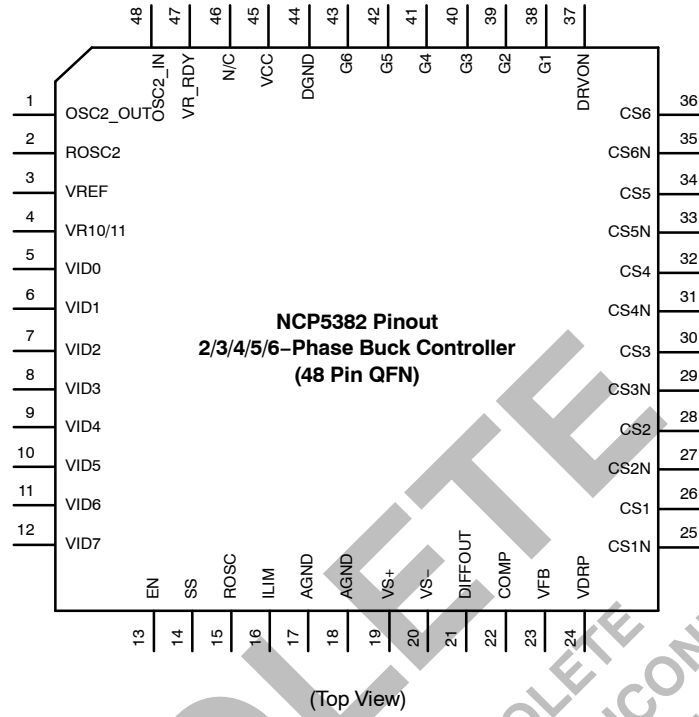 48 47 46 45 44 43 42 41 40 39 38 37
OSC2_IN
VR_RDY
N/C
VCC
DGND
G6
G5
G4
G3
G2
G1
DRVON
1 OSC2_OUT
2 ROSC2
3 VREF
4 VR10/11
5 VID0
6 VID1
7 VID2
8 VID3
9 VID4
10 VID5
11 VID6
12 VID7
NCP5382 Pinout
2/3/4/5/6–Phase Buck Controller
(48 Pin QFN)
CS6 36
CS6N 35
CS5 34
CS5N 33
CS4 32
CS4N 31
CS3 30
CS3N 29
CS2 28
CS2N 27
CS1 26
CS1N 25
EN
SS
ROSC
ILIM
AGND
AGND
VS+
VS–
DIFFOUT
COMP
VFB
VDRP
13 14 15 16 17 18 19 20 21 22 23 24
(Top View)